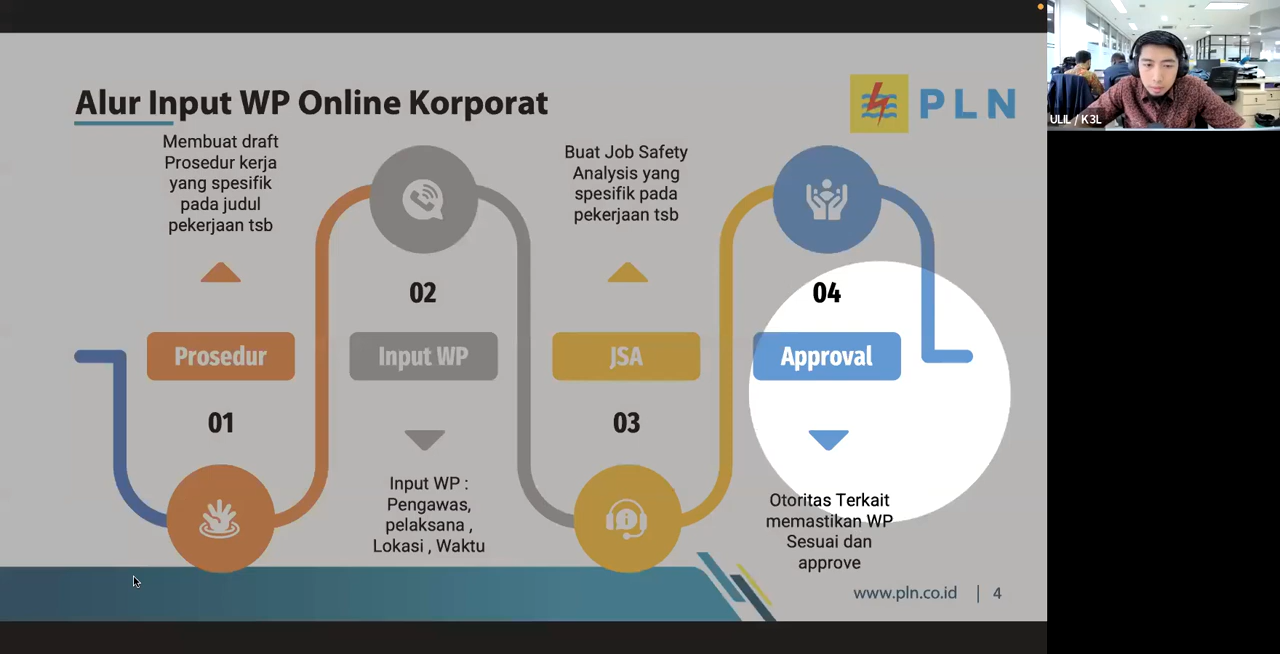 Alur Input WP Online Korporat
PLN
ULIL / K3L
Membuat draft
Prosedur kerja
yang spesifik
pada judul
pekerjaan tsb
Prosedur
01
02
Input WP
Input WP :
Pengawas,
pelaksana ,
Lokasi , Waktu
Buat Job Safety
Analysis yang
spesifik pada
pekerjaan tsb
JSA
03
04
Approval
Otoritas Terkait
memastikan WP
Sesuai dan
approve
www.pln.co.id | 4